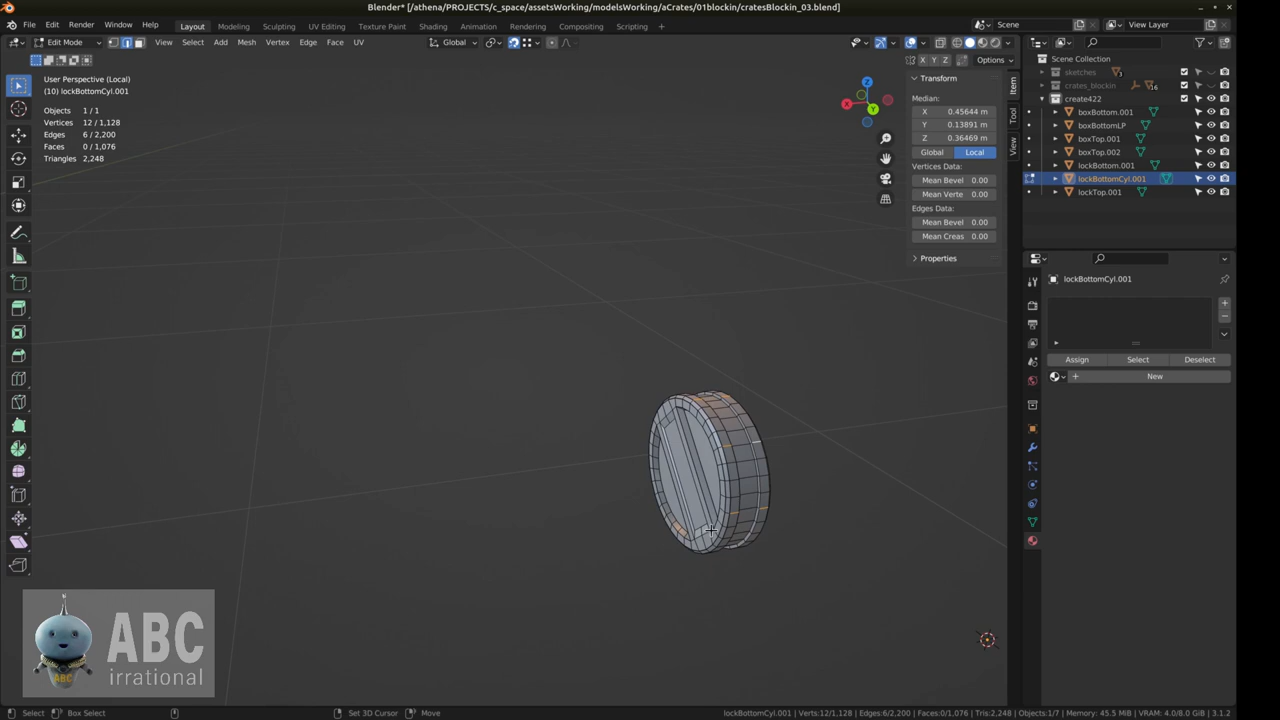 Blender* [/athena/PROJECTS/c_space/assetsWorking/modelsWorking/aCrates/01blockin/cratesBlockin_03.blend]
File Edit Render Window Help Layout Modeling Sculpting UV Editing Texture Paint Shading Animation Rendering Compositing Scripting + Scene View Layer
Edit Mode View Select Add Mesh Vertex Edge Face UV Global
X Y Z Options
User Perspective (Local)
(10) lockBottomCyl.001
Objects 1 / 1
Vertices 12 / 1,128
Edges 6 / 2,200
Faces 0 / 1,076
Triangles 2,248
Transform
Median:
X 0.45644 m
Y 0.13891 m
Z 0.36469 m
Global Local
Vertices Data:
Mean Bevel 0.00
Mean Verte 0.00
Edges Data:
Mean Bevel 0.00
Mean Creas 0.00
Properties
Item
Tool
View
Scene Collection
sketches 3
crates_blockin 16
create422
boxBottom.001
boxBottomLP
boxTop.001
boxTop.002
lockBottom.001
lockBottomCyl.001
lockTop.001
lockBottomCyl.001
Assign Select Deselect
New
ABC
irrational
ABC
Select Box Select Set 3D Cursor Move
lockBottomCyl.001 | Verts:12/1,128 | Edges:6/2,200 | Faces:0/1,076 | Tris:2,248 | Objects:1/7 | Memory: 45.5 MiB | VRAM: 4.0/8.0 GiB | 3.1.2